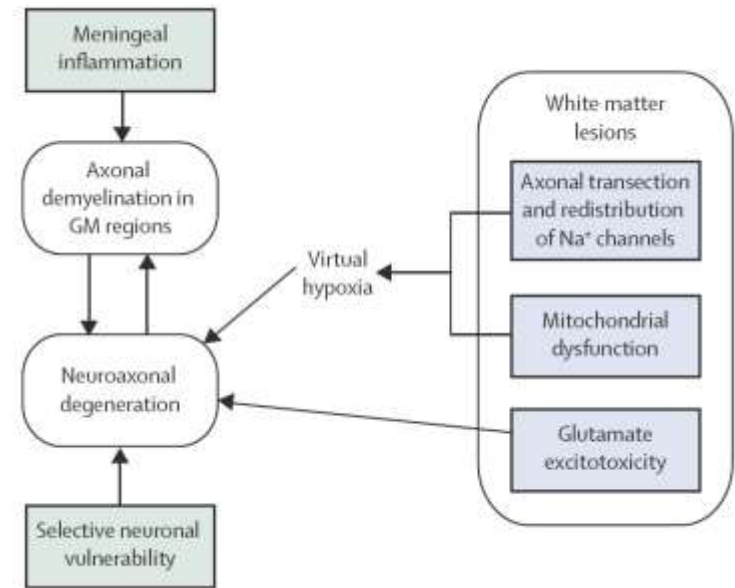 Meningeal
inflammation
Axonal
demyelination in
GM regions
Neuroaxonal
degeneration
Selective neuronal
vulnerability
Virtual
hypoxia
White matter
lesions
Axonal transection
and redistribution
of Na⁺ channels
Mitochondrial
dysfunction
Glutamate
excitotoxicity